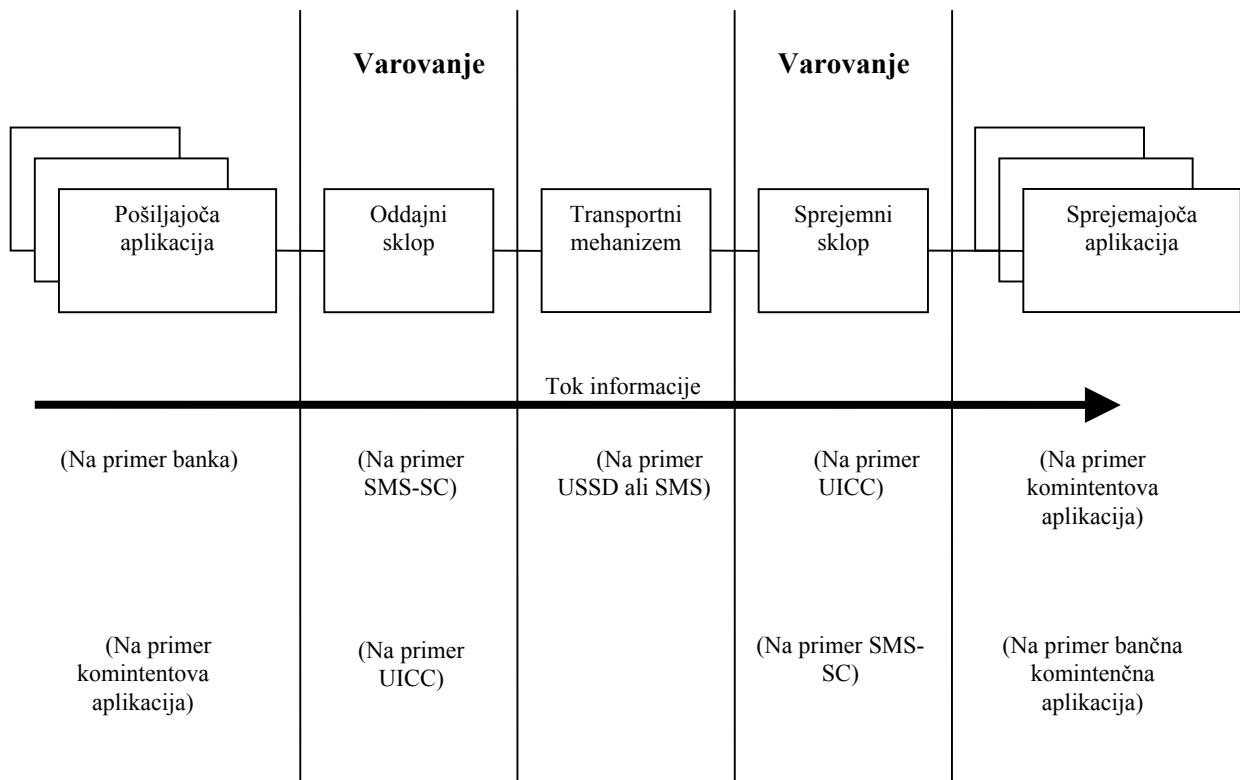 Varovanje
Varovanje
Pošiljajoča
aplikacija
Oddajni
sklop
Transportni
mehanizem
Sprejemni
sklop
Sprejemajoča
aplikacija
Tok informacije
(Na primer banka)
(Na primer
SMS-SC)
(Na primer
USSD ali SMS)
(Na primer
UICC)
(Na primer
komintentova
aplikacija)
(Na primer
komintentova
aplikacija)
(Na primer
UICC)
(Na primer SMS-
SC)
(Na primer bančna
komintenčna
aplikacija)